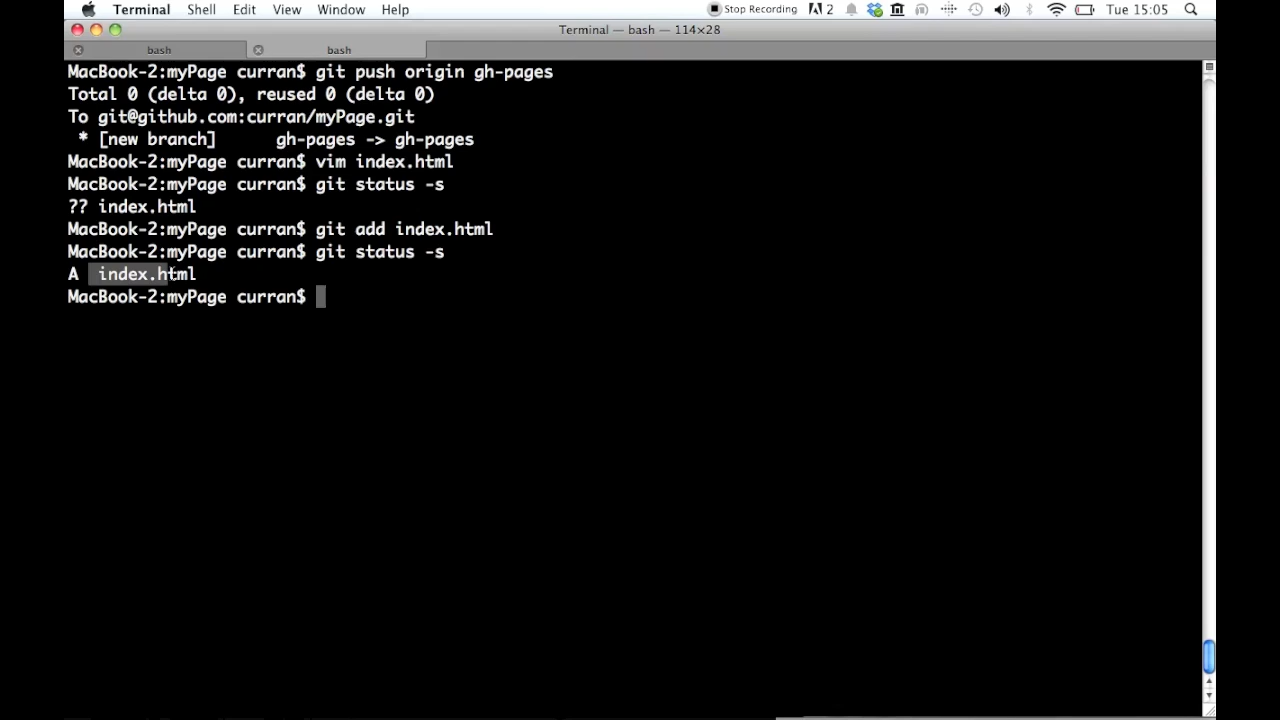 Terminal Shell Edit View Window Help Stop Recording 2 Tue 15:05
Terminal — bash — 114×28
bash bash
MacBook-2:myPage curran$ git push origin gh-pages
Total 0 (delta 0), reused 0 (delta 0)
To git@github.com:curran/myPage.git
 * [new branch]      gh-pages -> gh-pages
MacBook-2:myPage curran$ vim index.html
MacBook-2:myPage curran$ git status -s
?? index.html
MacBook-2:myPage curran$ git add index.html
MacBook-2:myPage curran$ git status -s
A  index.html
MacBook-2:myPage curran$